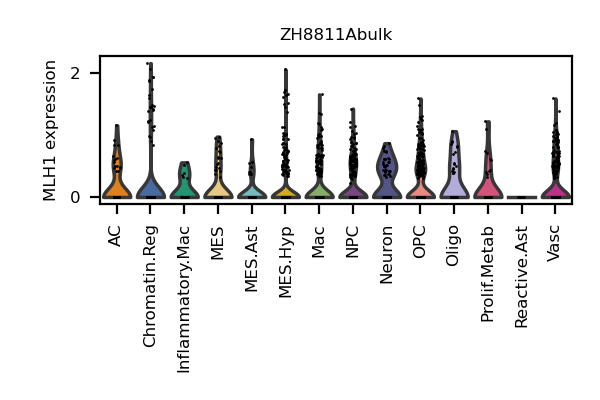 ZH8811Abulk
MLH1 expression
2
0
AC
Chromatin.Reg
Inflammatory.Mac
MES
MES.Ast
MES.Hyp
Mac
NPC
Neuron
OPC
Oligo
Prolif.Metab
Reactive.Ast
Vasc